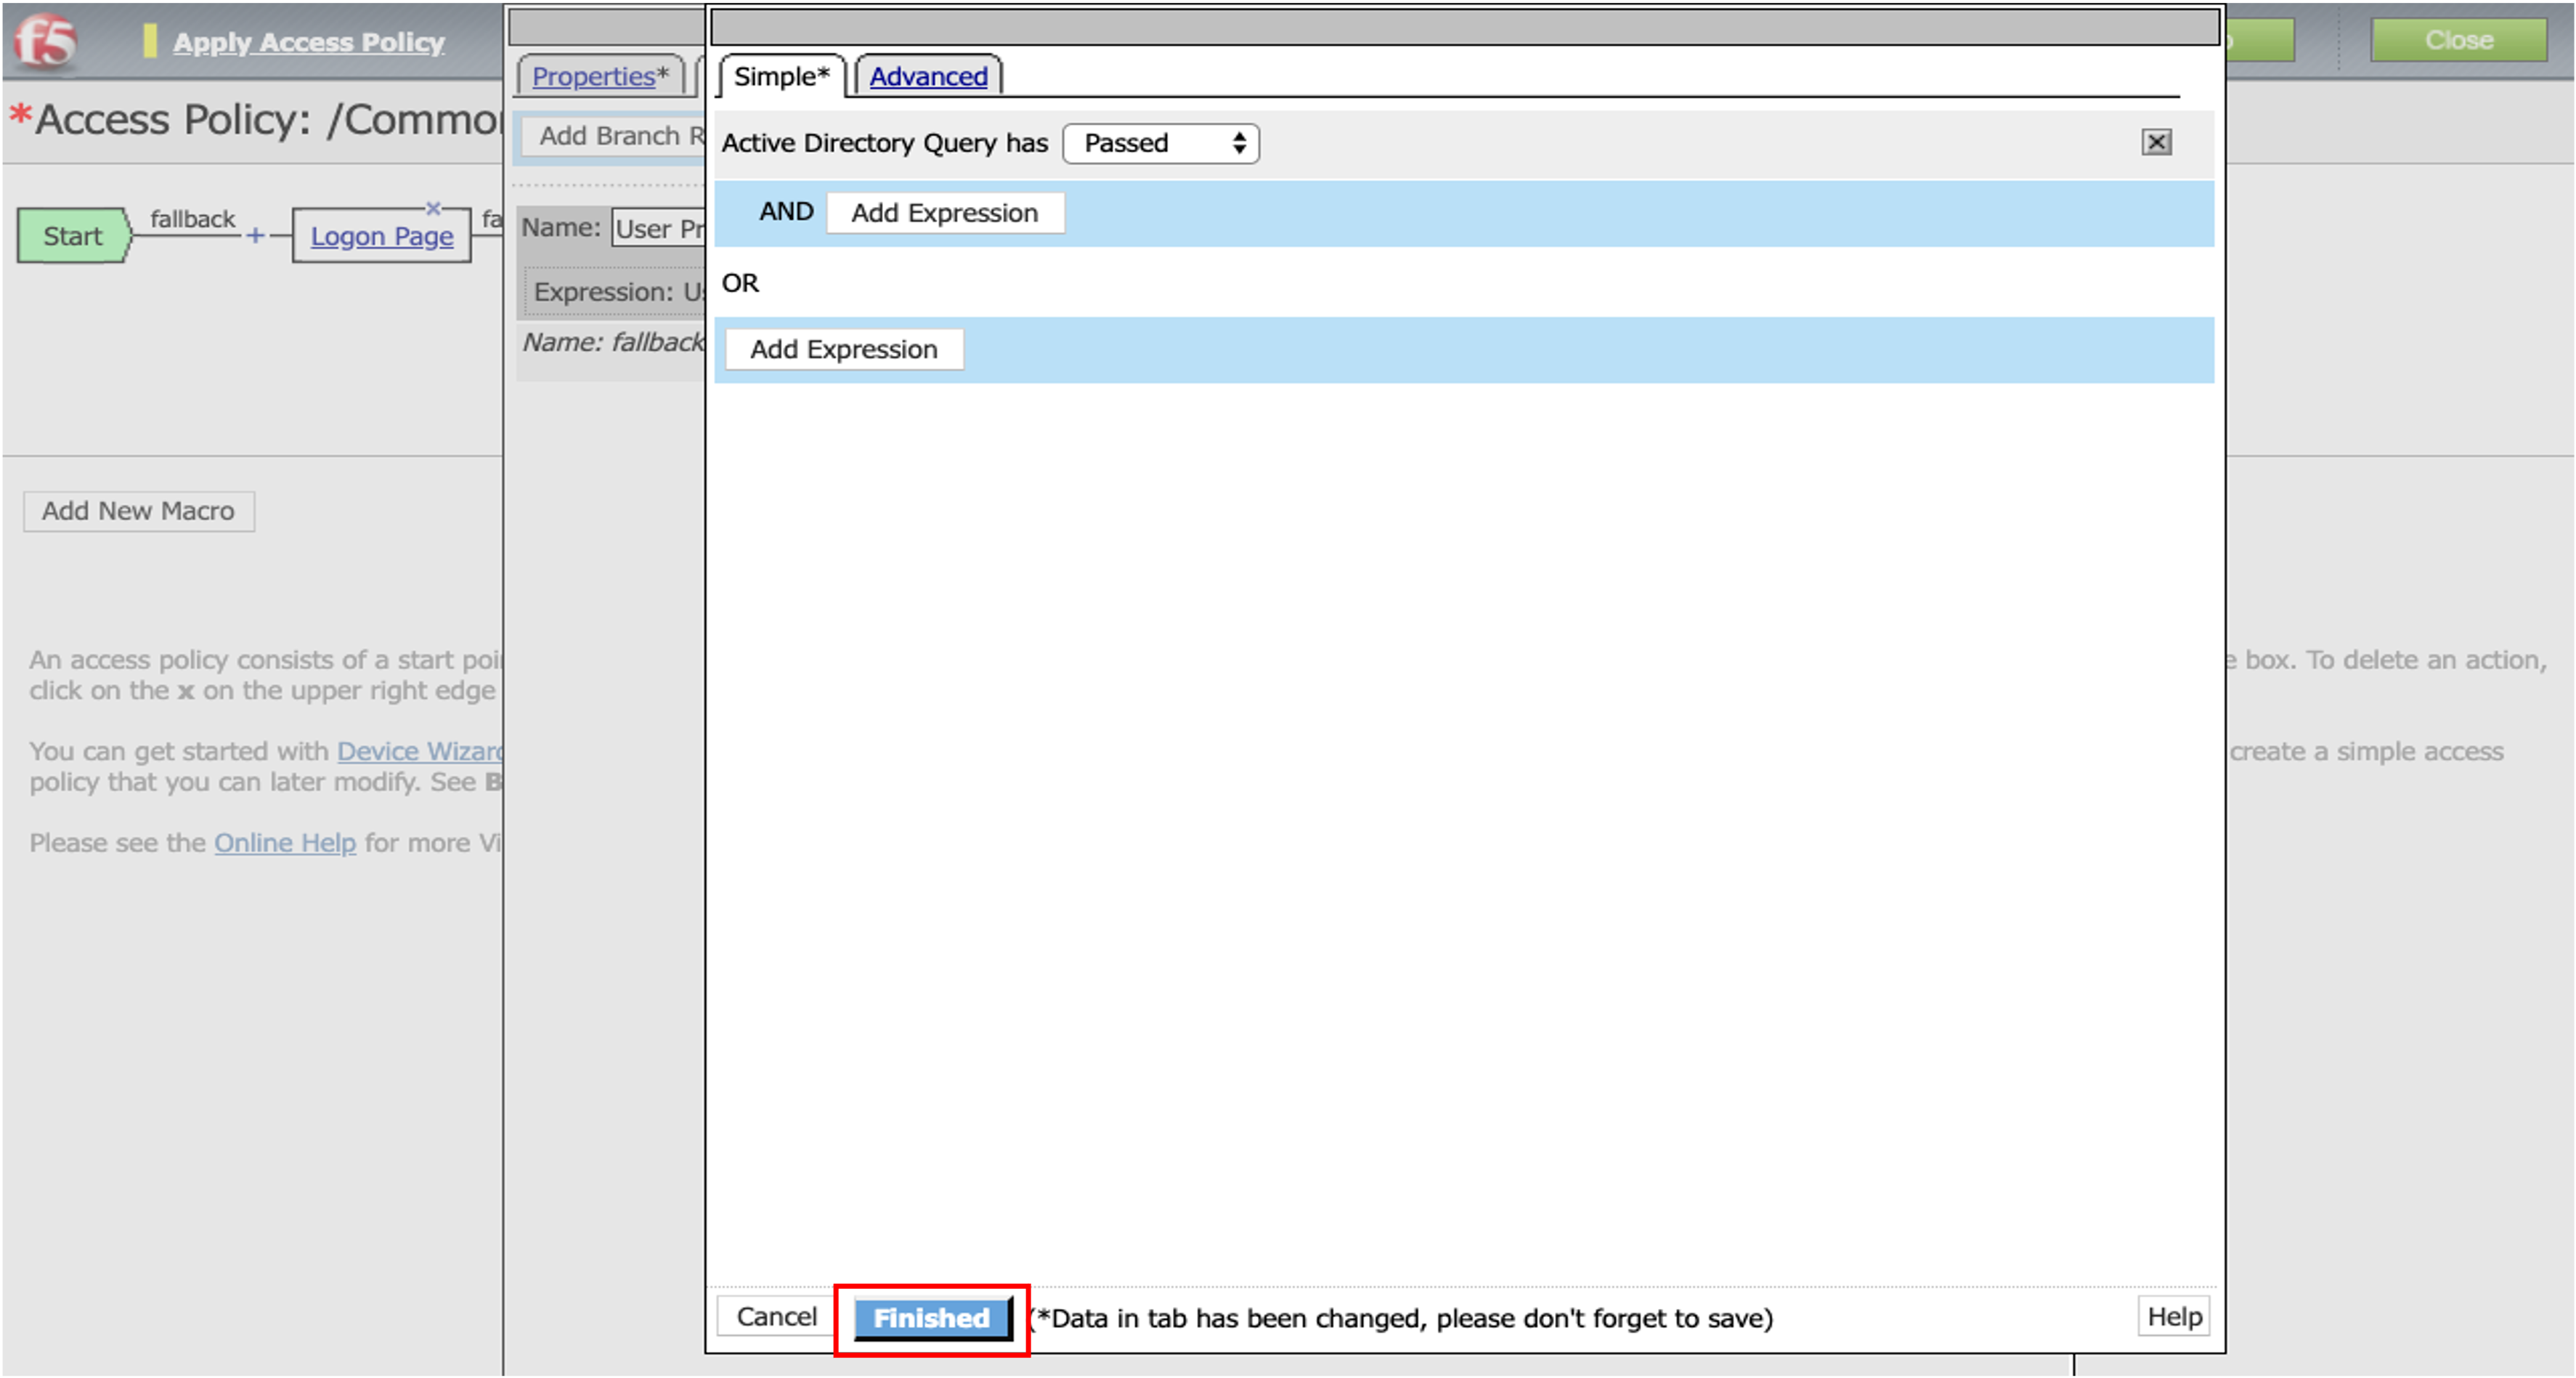 f5
Apply Access Policy
Close
*Access Policy: /Common
Properties*
Simple*
Advanced
Add Branch R
Active Directory Query has Passed
AND Add Expression
OR
Add Expression
Start
fallback
+
Logon Page
x
fa
Name: User Pr
Expression: Us
Name: fallback
Add New Macro
An access policy consists of a start poi
e box. To delete an action,
click on the x on the upper right edge
You can get started with Device Wizard
create a simple access
policy that you can later modify. See B
Please see the Online Help for more Vi
Cancel
Finished
(*Data in tab has been changed, please don't forget to save)
Help